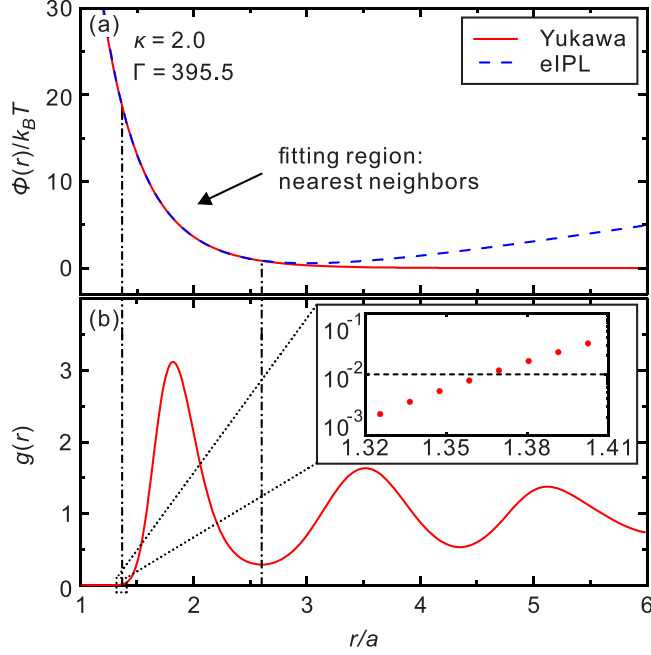 30
(a)
κ = 2.0
Γ = 395.5
Yukawa
eIPL
20
Φ(r)/k_BT
fitting region:
nearest neighbors
10
0
(b)
3
g(r)
2
1
0
10^-1
10^-2
10^-3
1.32 1.35 1.38 1.41
1 2 3 4 5 6
r/a